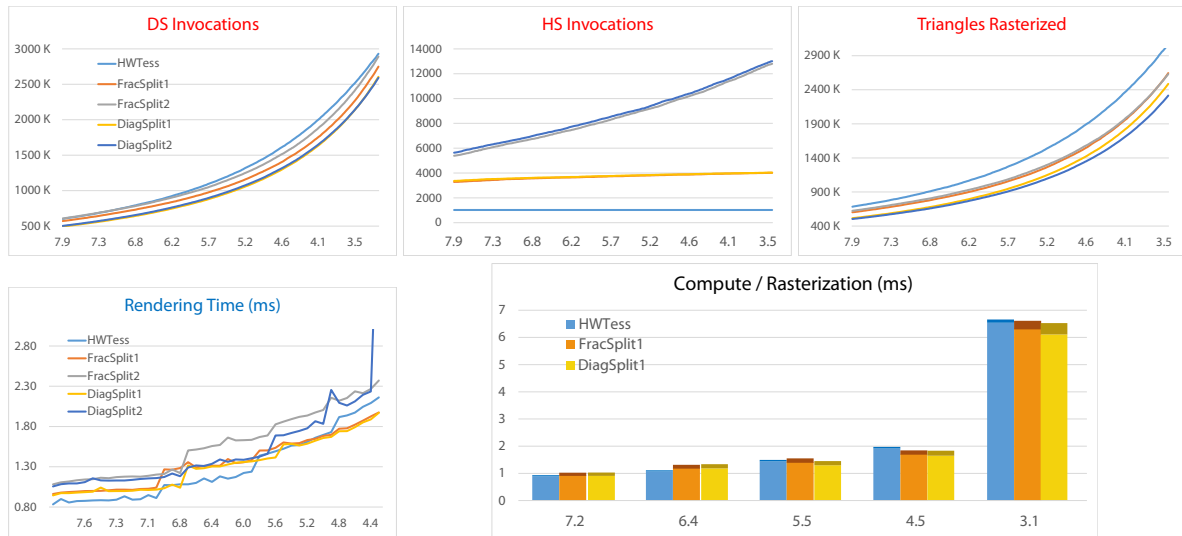 DS Invocations
3000 K
2500 K
2000 K
1500 K
1000 K
500 K
HWTess
FracSplit1
FracSplit2
DiagSplit1
DiagSplit2
7.9 7.3 6.8 6.2 5.7 5.2 4.6 4.1 3.5
HS Invocations
14000
12000
10000
8000
6000
4000
2000
0
7.9 7.3 6.8 6.2 5.7 5.2 4.6 4.1 3.5
Triangles Rasterized
2900 K
2400 K
1900 K
1400 K
900 K
400 K
7.9 7.3 6.8 6.2 5.7 5.2 4.6 4.1 3.5
Rendering Time (ms)
2.80
2.30
1.80
1.30
0.80
HWTess
FracSplit1
FracSplit2
DiagSplit1
DiagSplit2
7.6 7.3 7.1 6.8 6.4 6.0 5.6 5.2 4.8 4.4
Compute / Rasterization (ms)
7
6
5
4
3
2
1
0
HWTess
FracSplit1
DiagSplit1
7.2 6.4 5.5 4.5 3.1